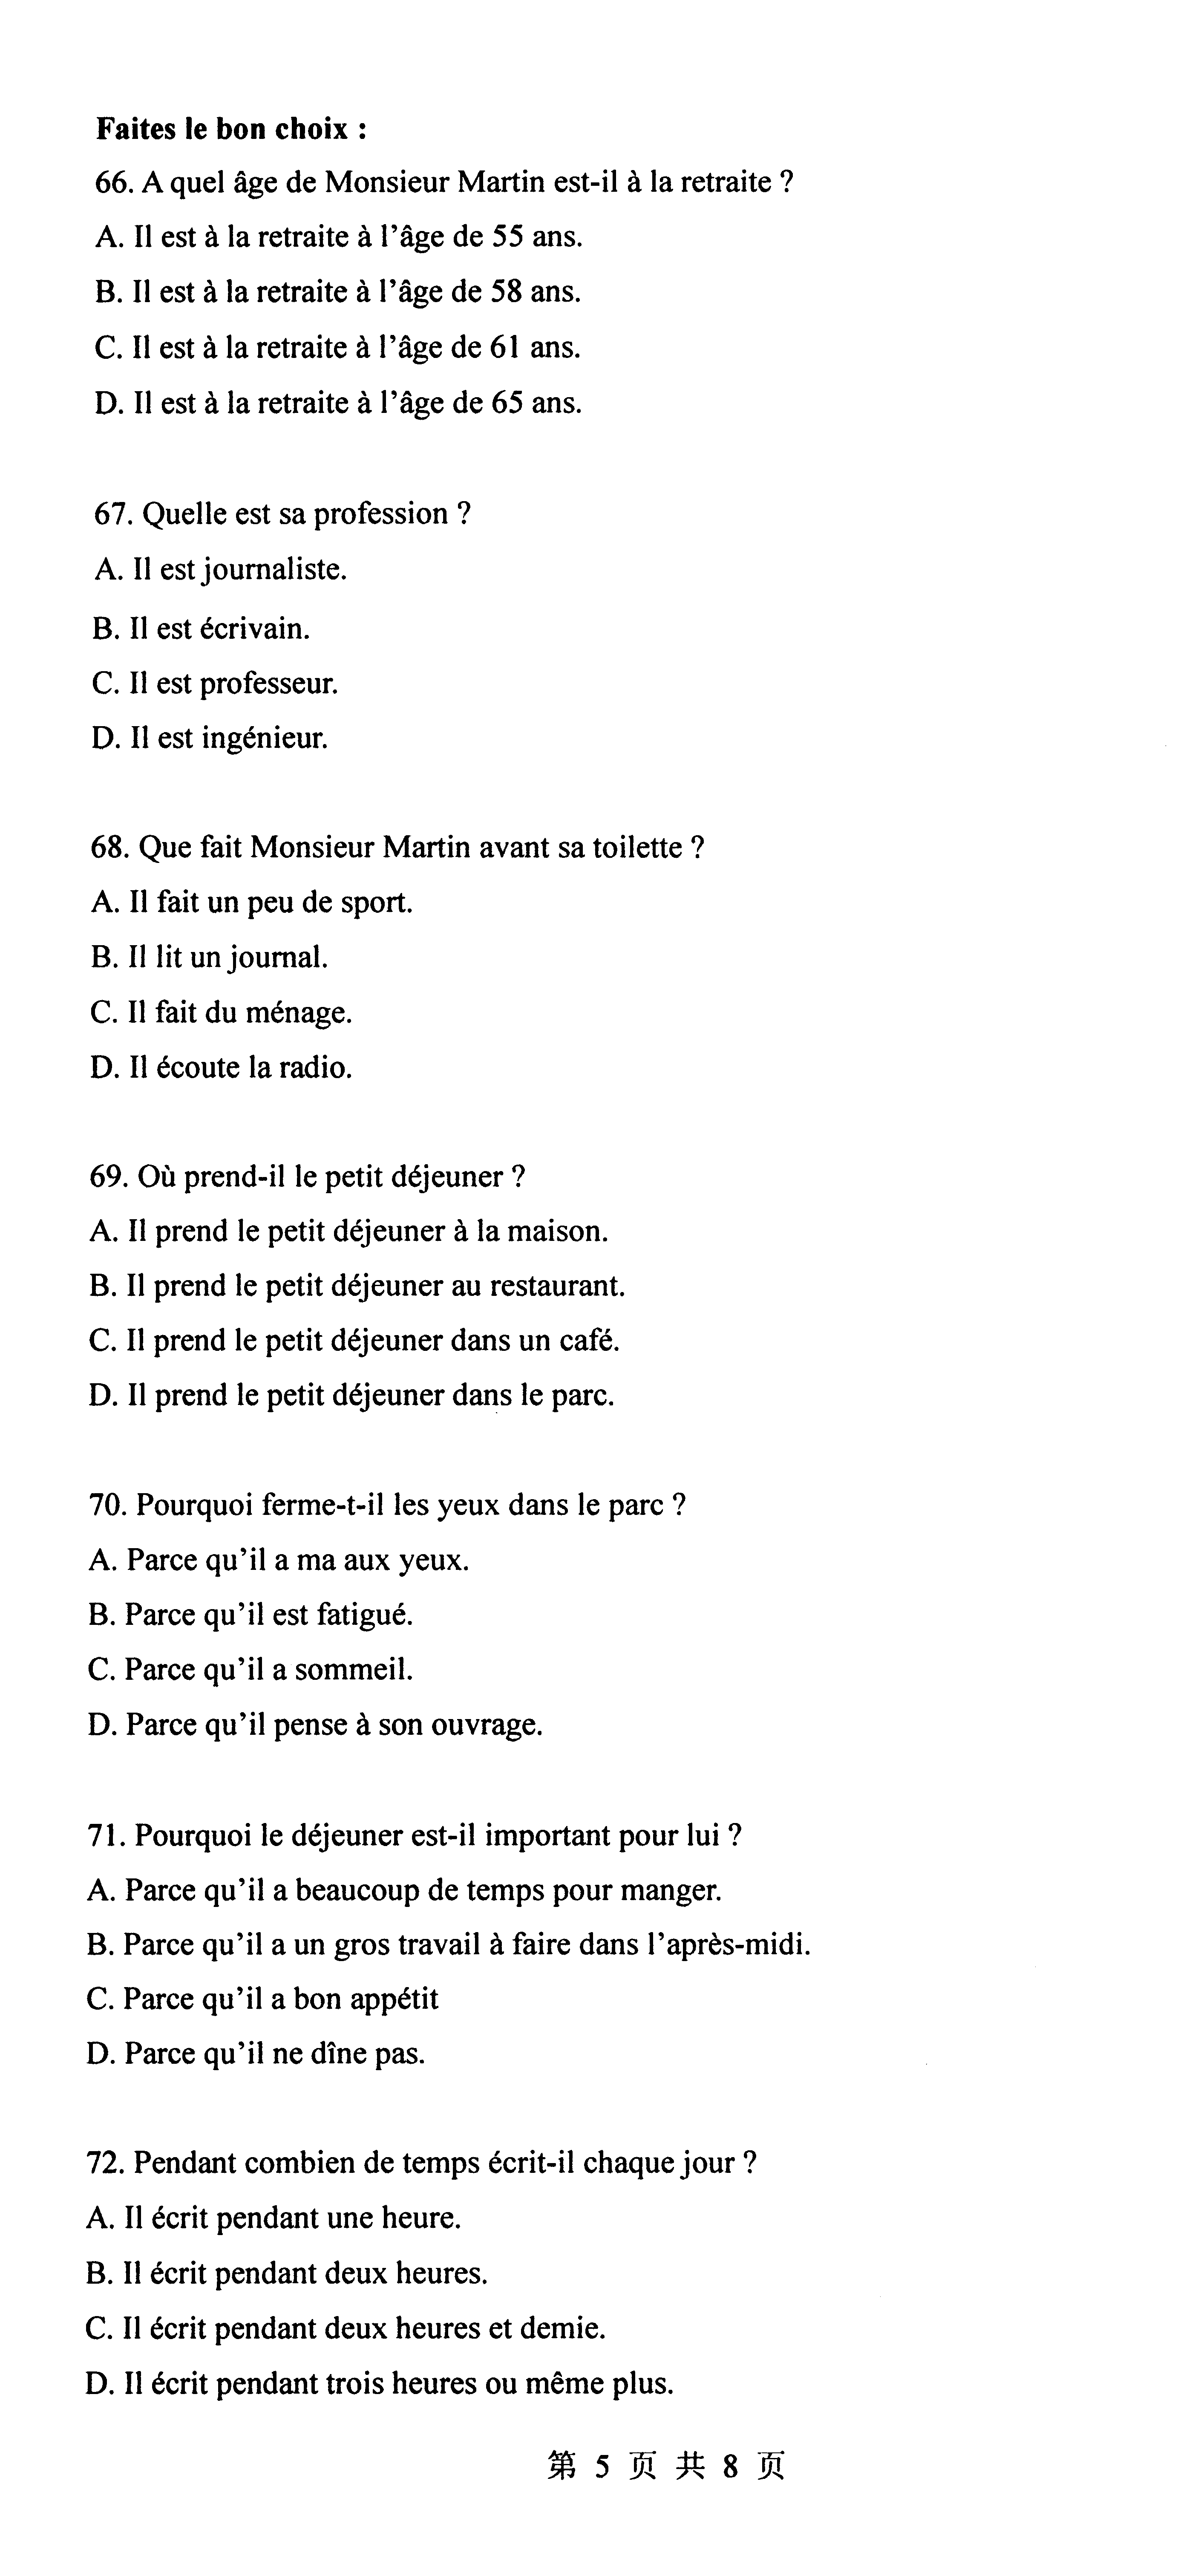 Faites le bon choix :
66. A quel âge de Monsieur Martin est-il à la retraite ?
A. Il est à la retraite à l’âge de 55 ans.
B. Il est à la retraite à l’âge de 58 ans.
C. Il est à la retraite à l’âge de 61 ans.
D. Il est à la retraite à l’âge de 65 ans.
67. Quelle est sa profession ?
A. Il est journaliste.
B. Il est écrivain.
C. Il est professeur.
D. Il est ingénieur.
68. Que fait Monsieur Martin avant sa toilette ?
A. Il fait un peu de sport.
B. Il lit un journal.
C. Il fait du ménage.
D. Il écoute la radio.
69. Où prend-il le petit déjeuner ?
A. Il prend le petit déjeuner à la maison.
B. Il prend le petit déjeuner au restaurant.
C. Il prend le petit déjeuner dans un café.
D. Il prend le petit déjeuner dans le parc.
70. Pourquoi ferme-t-il les yeux dans le parc ?
A. Parce qu’il a ma aux yeux.
B. Parce qu’il est fatigué.
C. Parce qu’il a sommeil.
D. Parce qu’il pense à son ouvrage.
71. Pourquoi le déjeuner est-il important pour lui ?
A. Parce qu’il a beaucoup de temps pour manger.
B. Parce qu’il a un gros travail à faire dans l’après-midi.
C. Parce qu’il a bon appétit
D. Parce qu’il ne dîne pas.
72. Pendant combien de temps écrit-il chaque jour ?
A. Il écrit pendant une heure.
B. Il écrit pendant deux heures.
C. Il écrit pendant deux heures et demie.
D. Il écrit pendant trois heures ou même plus.
第 5 页 共 8 页